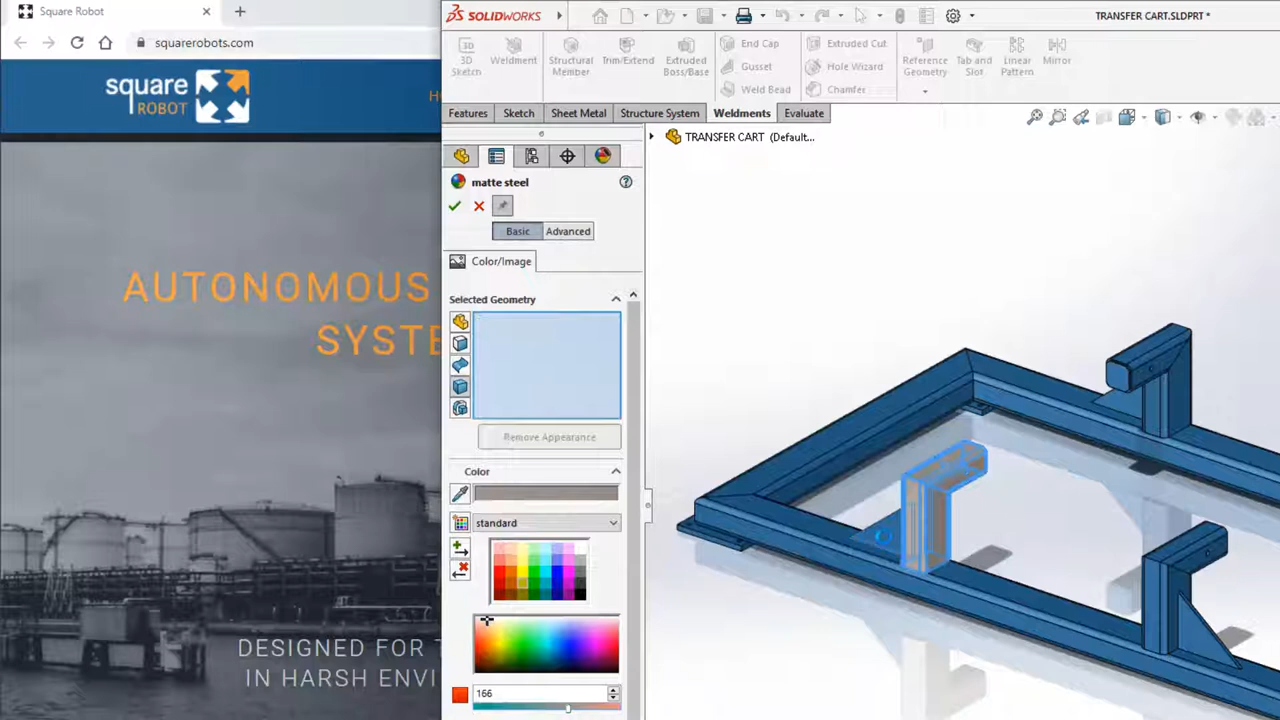 Square Robot
squarerobots.com
square
ROBOT
AUTONOMOUS
SYSTE
DESIGNED FOR T
IN HARSH ENVI
SOLIDWORKS
TRANSFER CART.SLDPRT *
3D
Sketch
Weldment
Structural
Member
Trim/Extend
Extruded
Boss/Base
End Cap
Gusset
Weld Bead
Extruded Cut
Hole Wizard
Chamfer
Reference
Geometry
Tab and
Slot
Linear
Pattern
Mirror
Features
Sketch
Sheet Metal
Structure System
Weldments
Evaluate
TRANSFER CART (Default...
matte steel
Basic
Advanced
Color/Image
Selected Geometry
Remove Appearance
Color
standard
166